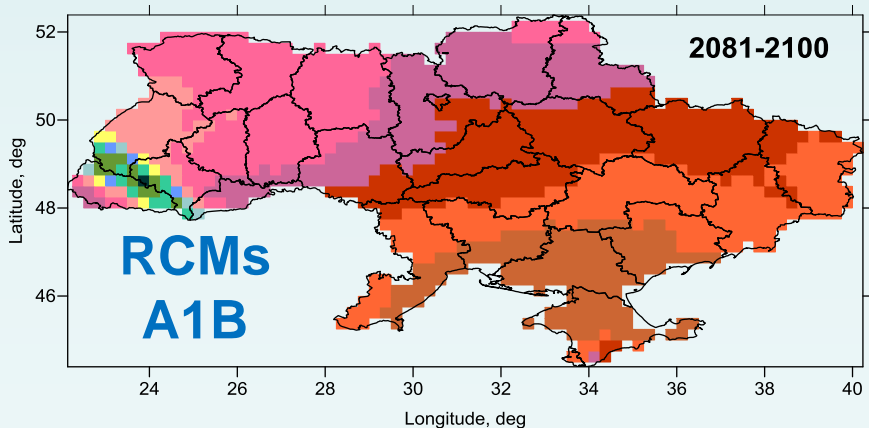 52
2081-2100
50
Latitude, deg
48
RCMs
A1B
46
24 26 28 30 32 34 36 38 40
Longitude, deg